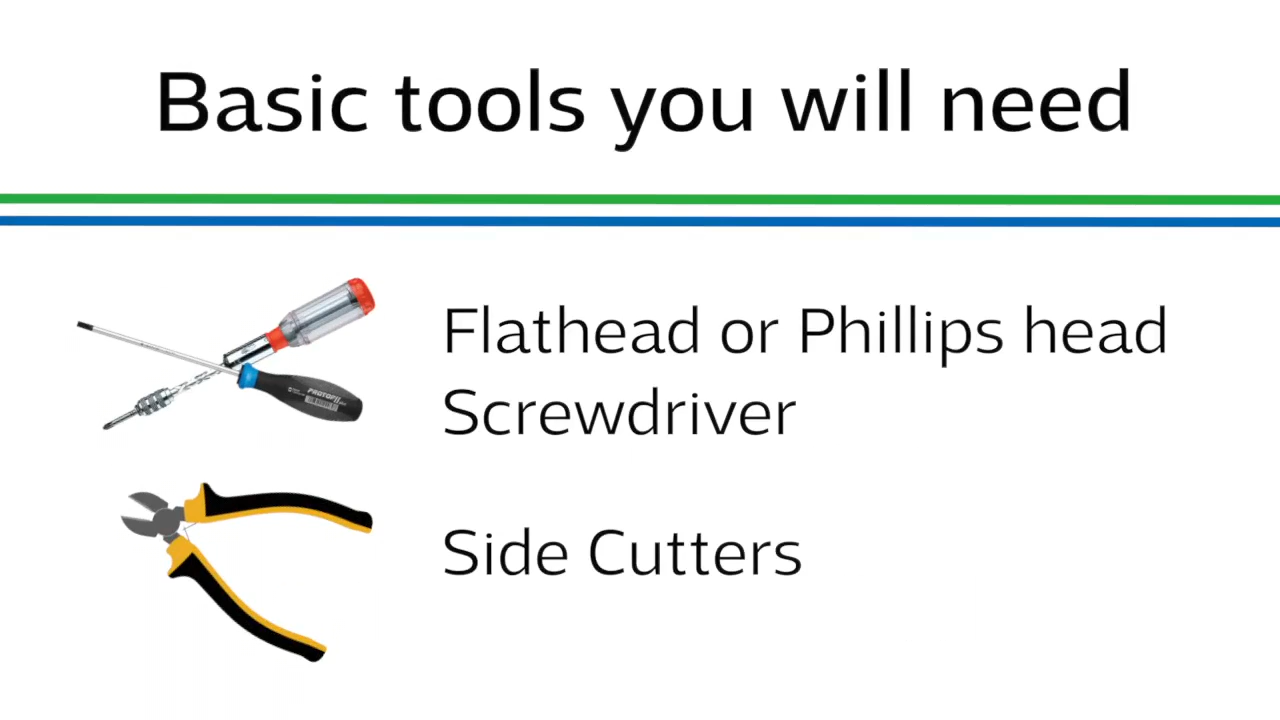 Basic tools you will need
Flathead or Phillips head
Screwdriver
Side Cutters